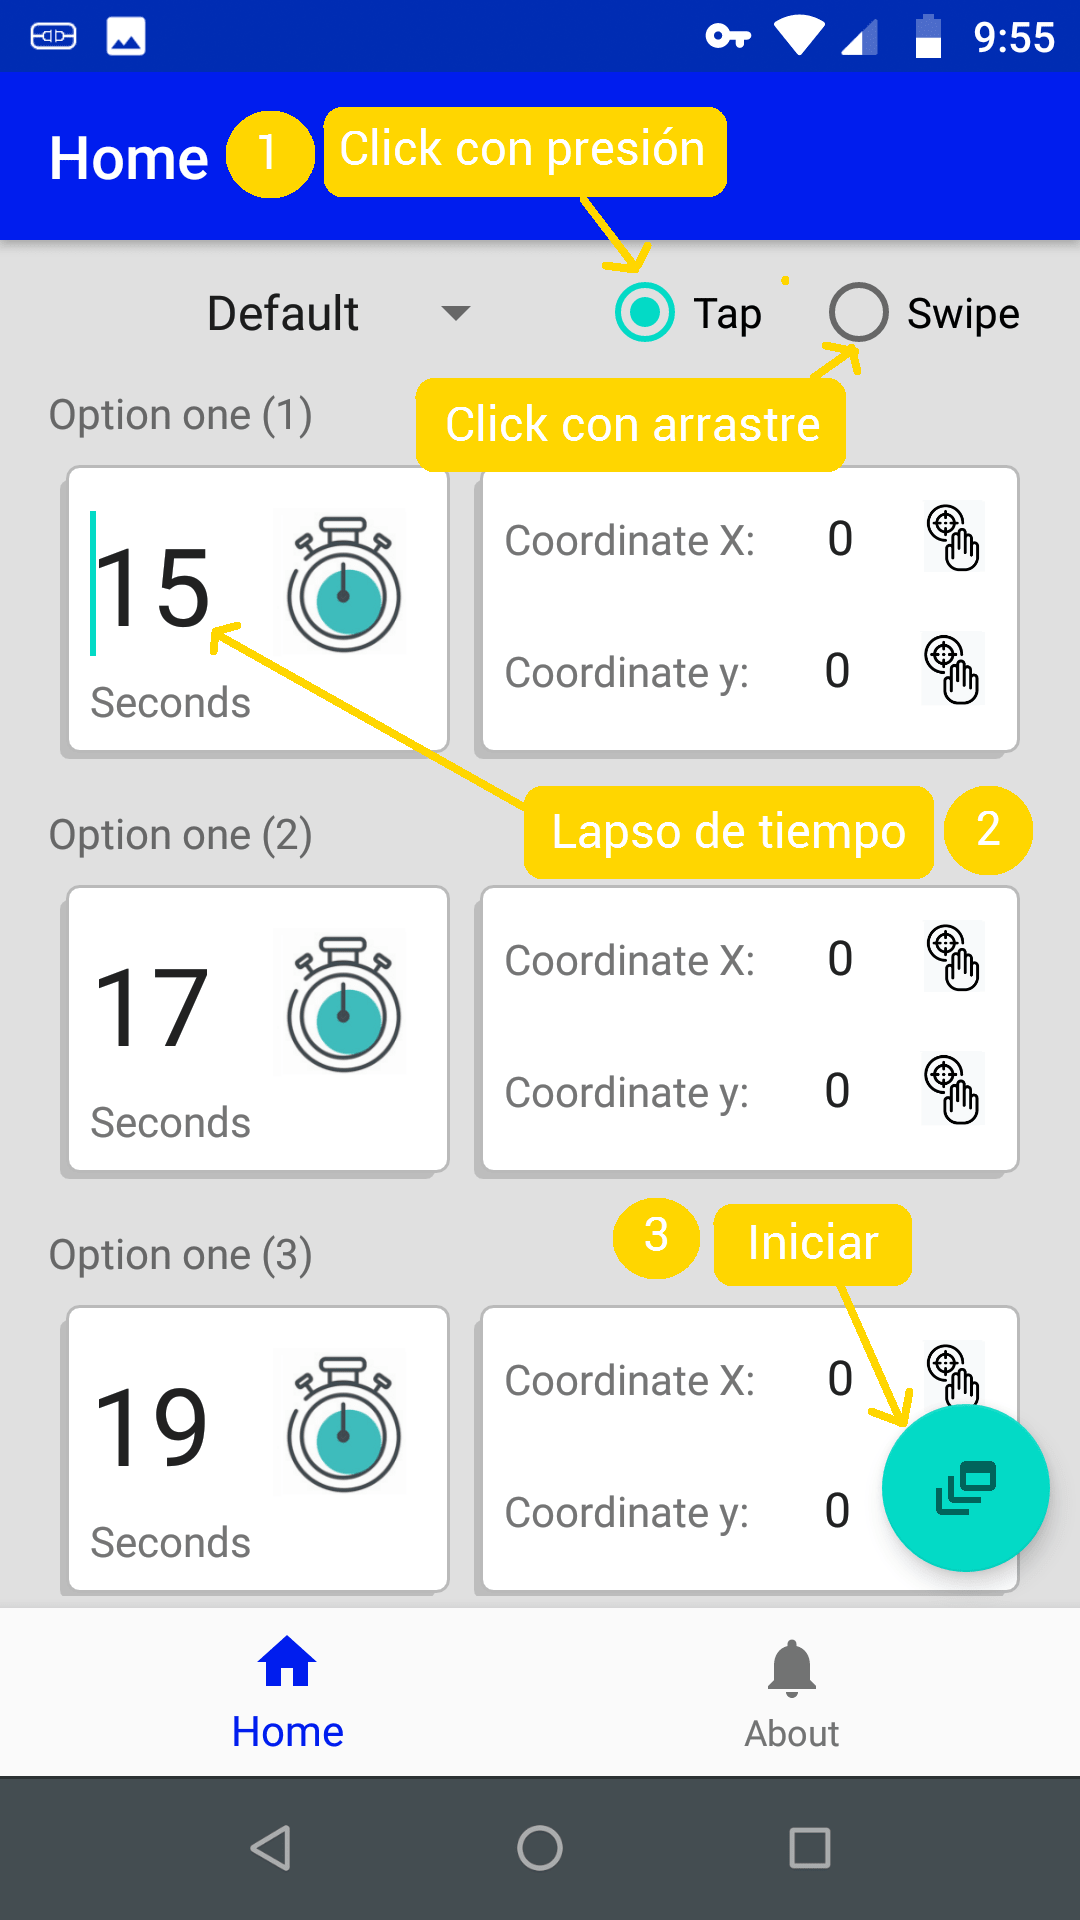 9:55
Home 1 Click con presión
Default Tap Swipe
Click con arrastre
Option one (1)
15
Seconds
Coordinate X: 0
Coordinate y: 0
Lapso de tiempo 2
Option one (2)
17
Seconds
Coordinate X: 0
Coordinate y: 0
3 Iniciar
Option one (3)
19
Seconds
Coordinate X: 0
Coordinate y: 0
Home About